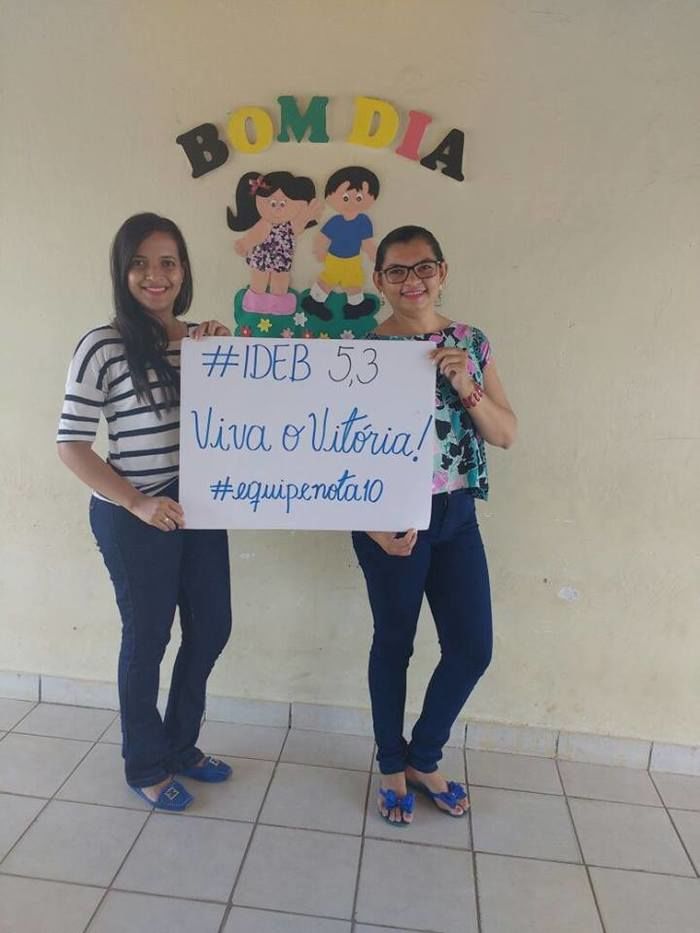 BOM DIA
#IDEB 5,3
Viva o Vitória!
#equipenota10